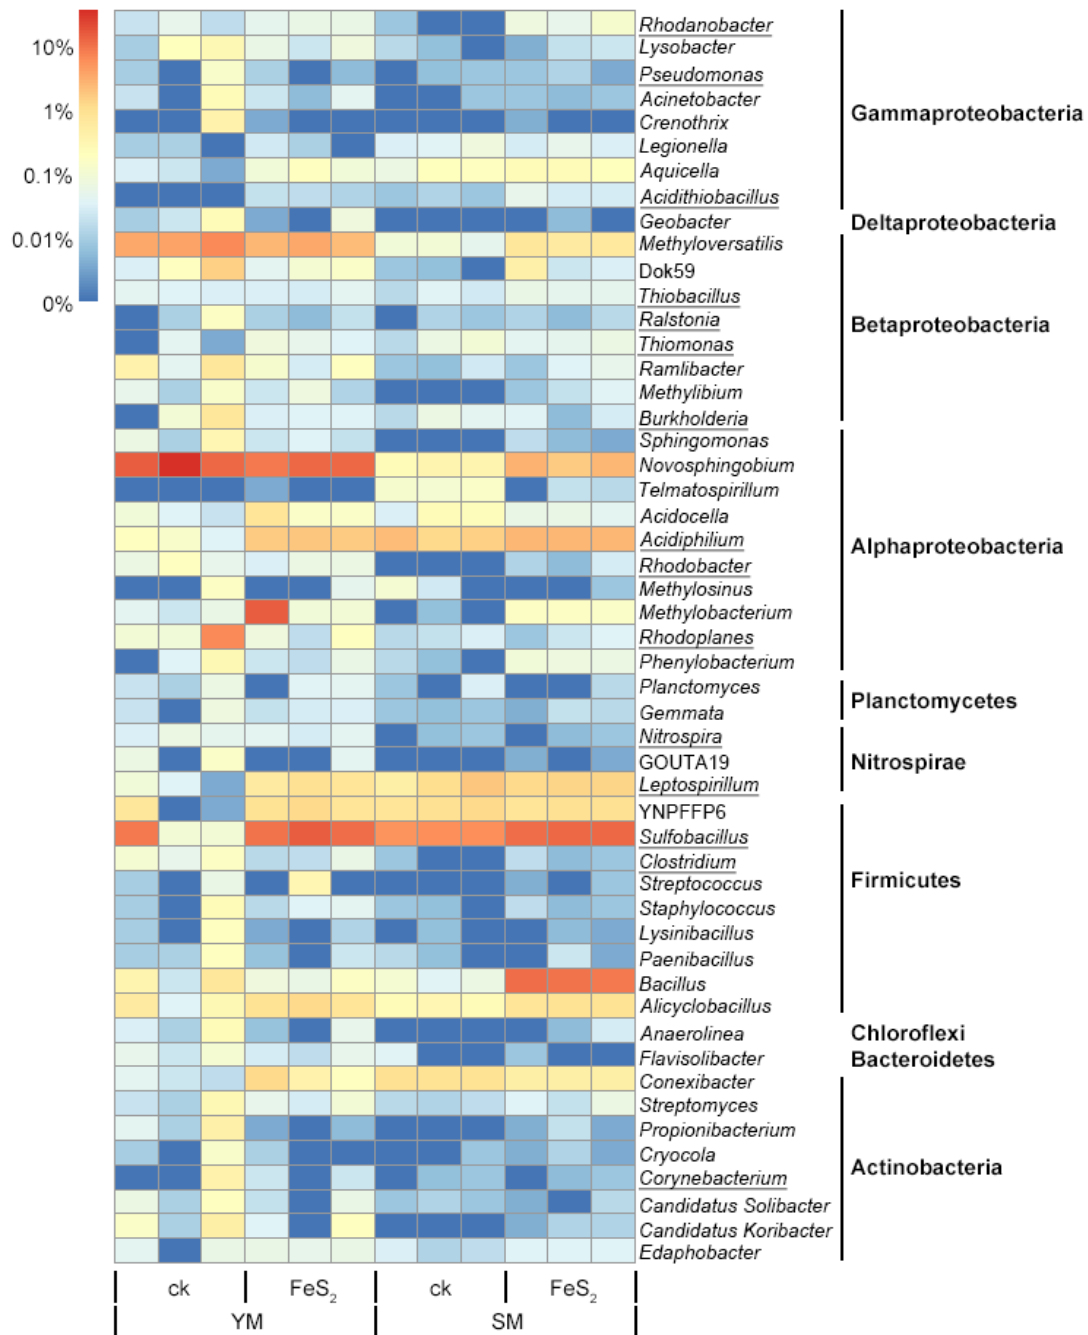 10%
1%
0.1%
0.01%
0%
Rhodanobacter
Lysobacter
Pseudomonas
Acinetobacter
Crenothrix
Legionella
Aquicella
Acidithiobacillus
Geobacter
Methyloversatilis
Dok59
Thiobacillus
Ralstonia
Thiomonas
Ramlibacter
Methylibium
Burkholderia
Sphingomonas
Novosphingobium
Telmatospirillum
Acidocella
Acidiphilium
Rhodobacter
Methylosinus
Methylobacterium
Rhodoplanes
Phenylobacterium
Planctomyces
Gemmata
Nitrospira
GOUTA19
Leptospirillum
YNPFFP6
Sulfobacillus
Clostridium
Streptococcus
Staphylococcus
Lysinibacillus
Paenibacillus
Bacillus
Alicyclobacillus
Anaerolinea
Flavisolibacter
Conexibacter
Streptomyces
Propionibacterium
Cryocola
Corynebacterium
Candidatus Solibacter
Candidatus Koribacter
Edaphobacter
Gammaproteobacteria
Deltaproteobacteria
Betaproteobacteria
Alphaproteobacteria
Planctomycetes
Nitrospirae
Firmicutes
Chloroflexi
Bacteroidetes
Actinobacteria
ck FeS₂ ck FeS₂
YM SM